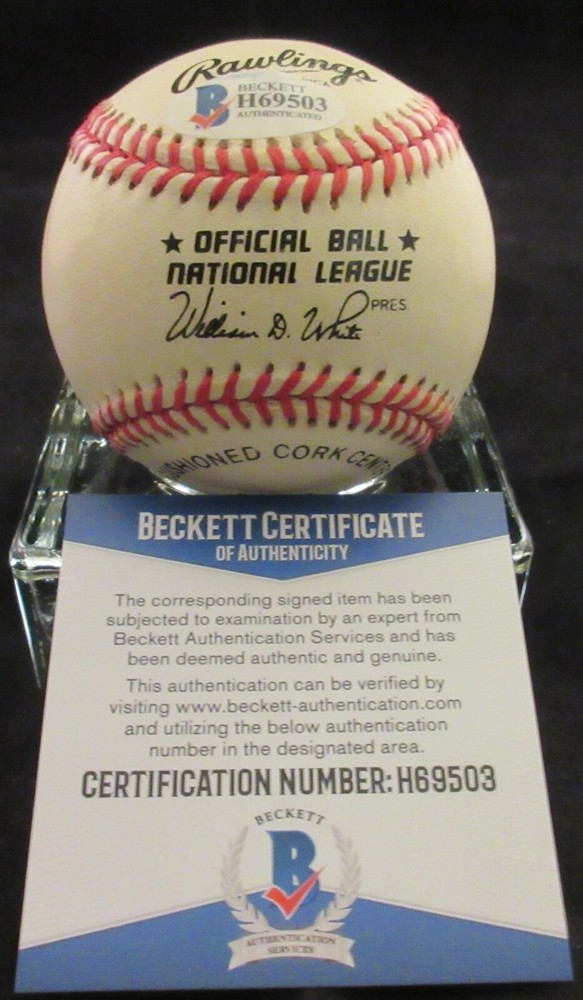 Rawlings
BECKETT
H69503
AUTHENTICATED
★ OFFICIAL BALL ★
NATIONAL LEAGUE
William D. White PRES.
SHIONED CORK CENT
BECKETT CERTIFICATE
OF AUTHENTICITY
The corresponding signed item has been
subjected to examination by an expert from
Beckett Authentication Services and has
been deemed authentic and genuine.
This authentication can be verified by
visiting www.beckett-authentication.com
and utilizing the below authentication
number in the designated area.
CERTIFICATION NUMBER: H69503
BECKETT
B
AUTHENTICATION
SERVICES